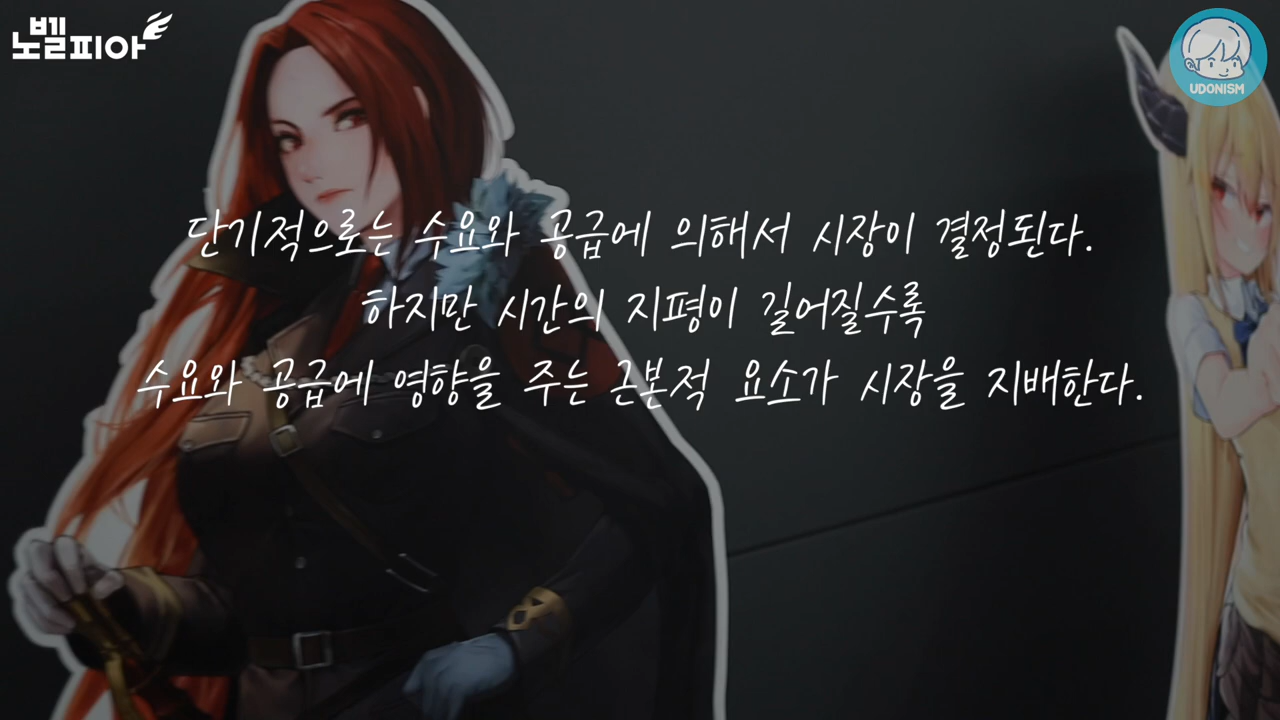 노벨피아
UDONISM
단기적으로는 수요와 공급에 의해서 시장이 결정된다.
하지만 시간의 지평이 길어질수록
수요와 공급에 영향을 주는 근본적 요소가 시장을 지배한다.